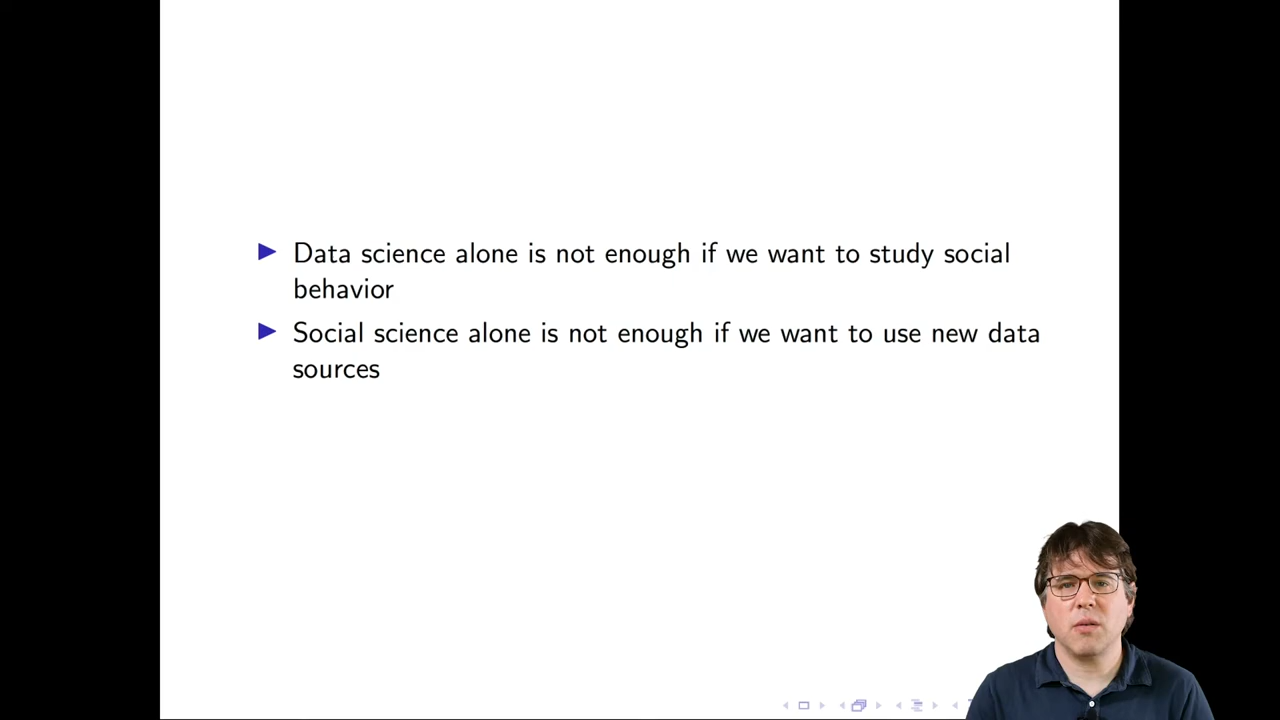 Data science alone is not enough if we want to study social
behavior
Social science alone is not enough if we want to use new data
sources